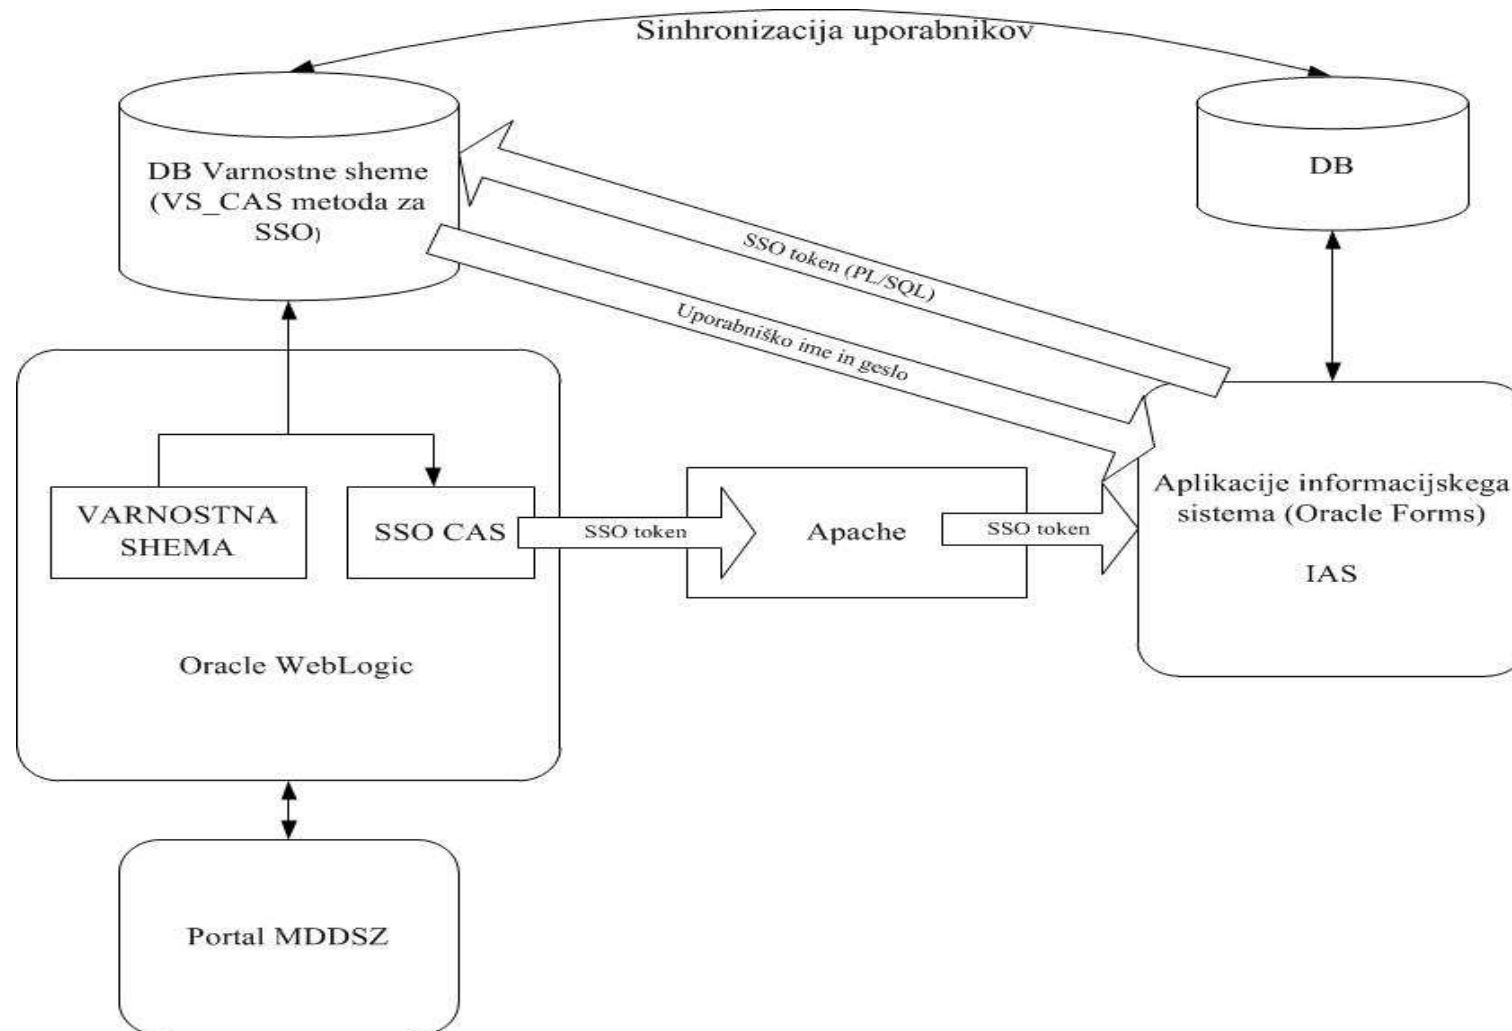 Sinhronizacija uporabnikov
DB Varnostne sheme
(VS_CAS metoda za
SSO)
DB
SSO token (PL/SQL)
Uporabniško ime in geslo
VARNOSTNA
SHEMA
SSO CAS
SSO token
Apache
SSO token
Aplikacije informacijskega
sistema (Oracle Forms)
IAS
Oracle WebLogic
Portal MDDSZ